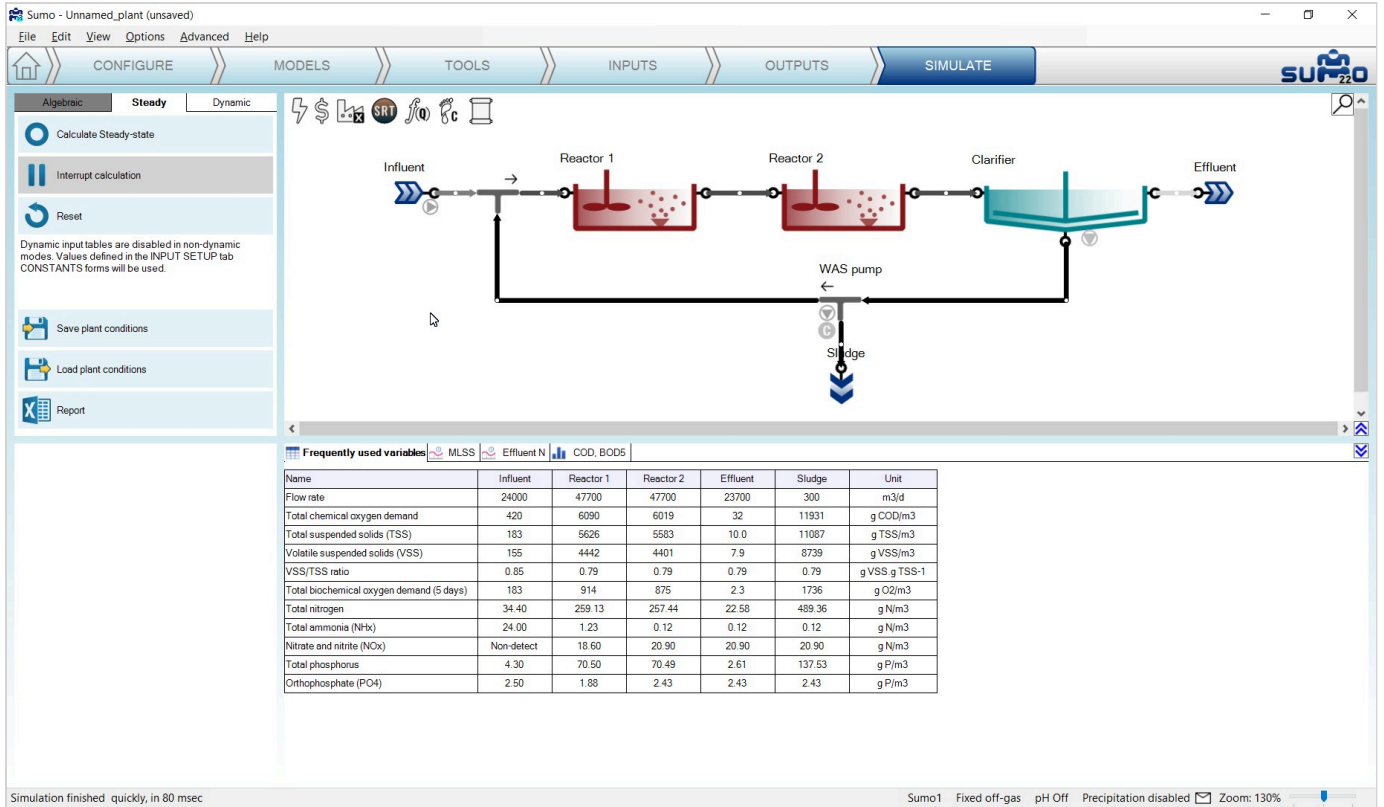 Sumo - Unnamed_plant (unsaved)
File Edit View Options Advanced Help
CONFIGURE MODELS TOOLS INPUTS OUTPUTS SIMULATE
SUMO 22
Algebraic Steady Dynamic
Calculate Steady-state
Interrupt calculation
Reset
Dynamic input tables are disabled in non-dynamic
modes. Values defined in the INPUT SETUP tab
CONSTANTS forms will be used.
Save plant conditions
Load plant conditions
Report
$ X SRT f(Q) C
Influent
Reactor 1
Reactor 2
Clarifier
Effluent
WAS pump
C
Sludge
Frequently used variables MLSS Effluent N COD, BOD5
Name Influent Reactor 1 Reactor 2 Effluent Sludge Unit
Flow rate 24000 47700 47700 23700 300 m3/d
Total chemical oxygen demand 420 6090 6019 32 11931 g COD/m3
Total suspended solids (TSS) 183 5626 5583 10.0 11087 g TSS/m3
Volatile suspended solids (VSS) 155 4442 4401 7.9 8739 g VSS/m3
VSS/TSS ratio 0.85 0.79 0.79 0.79 0.79 g VSS.g TSS-1
Total biochemical oxygen demand (5 days) 183 914 875 2.3 1736 g O2/m3
Total nitrogen 34.40 259.13 257.44 22.58 489.36 g N/m3
Total ammonia (NHx) 24.00 1.23 0.12 0.12 0.12 g N/m3
Nitrate and nitrite (NOx) Non-detect 18.60 20.90 20.90 20.90 g N/m3
Total phosphorus 4.30 70.50 70.49 2.61 137.53 g P/m3
Orthophosphate (PO4) 2.50 1.88 2.43 2.43 2.43 g P/m3
Simulation finished quickly, in 80 msec
Sumo1 Fixed off-gas pH Off Precipitation disabled Zoom: 130%